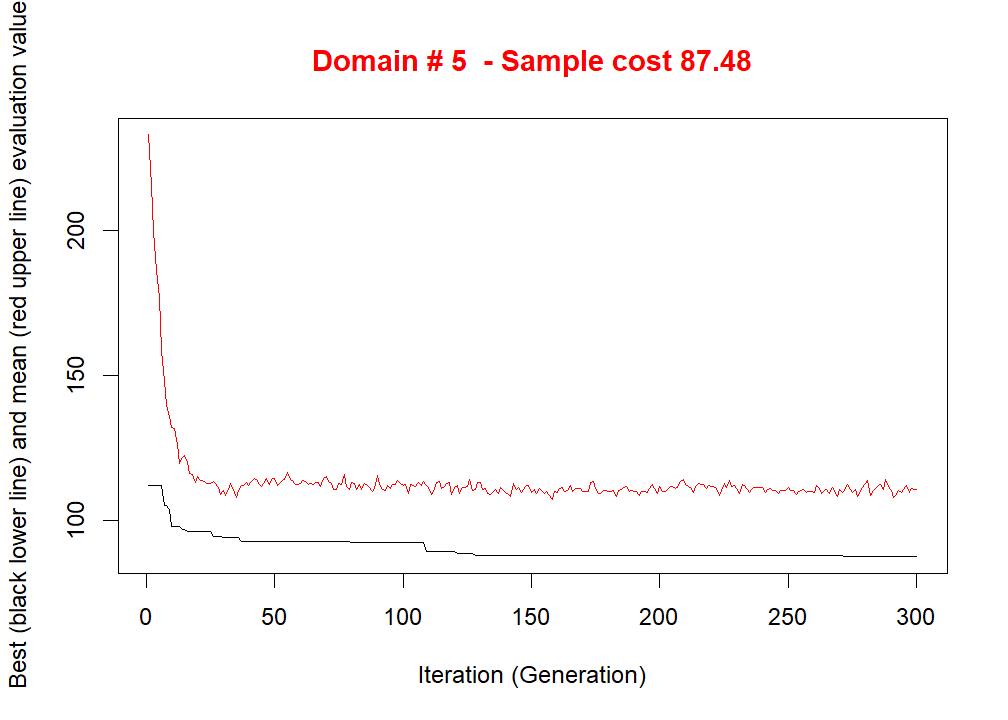 Domain # 5  - Sample cost 87.48
Best (black lower line) and mean (red upper line) evaluation value
200
150
100
0 50 100 150 200 250 300
Iteration (Generation)